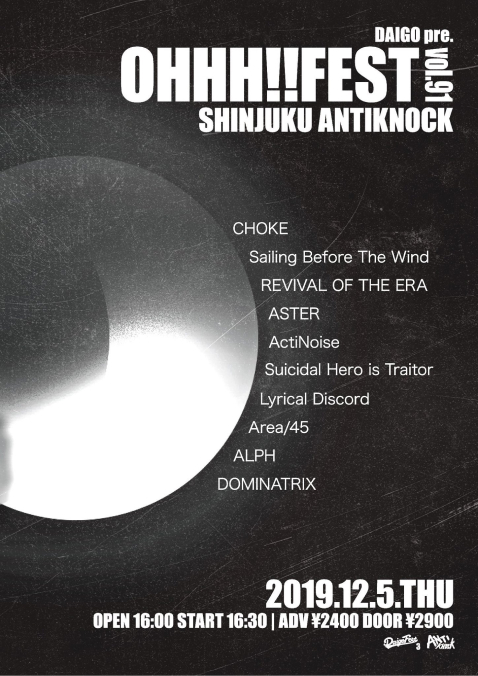 DAIGO pre.
OHHH!!FEST vol.91
SHINJUKU ANTIKNOCK
CHOKE
Sailing Before The Wind
REVIVAL OF THE ERA
ASTER
ActiNoise
Suicidal Hero is Traitor
Lyrical Discord
Area/45
ALPH
DOMINATRIX
2019.12.5.THU
OPEN 16:00 START 16:30 | ADV ¥2400 DOOR ¥2900
3